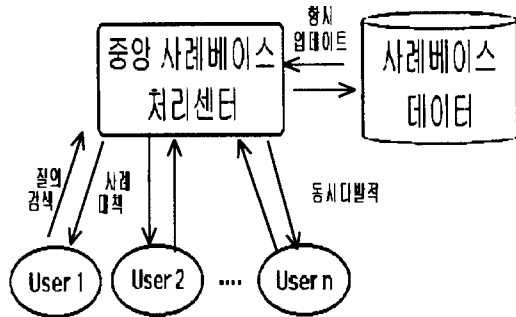 중앙 사례베이스
처리센터
항시
업데이트
사례베이스
데이터
질의
검색
사례
대책
동시다발적
User 1
User 2
....
User n